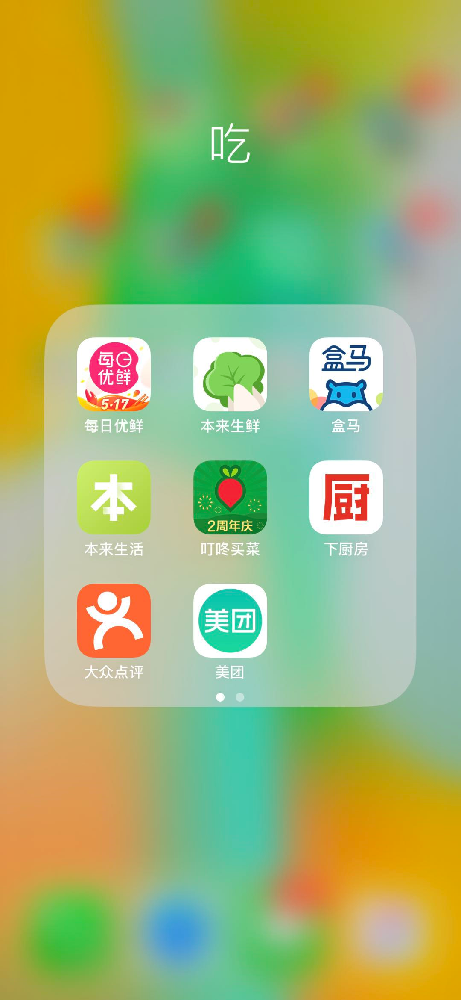 吃
每日
优鲜
5·17
每日优鲜
本来生鲜
盒马
盒马
本
本来生活
2周年庆
叮咚买菜
厨
下厨房
大众点评
美团
美团